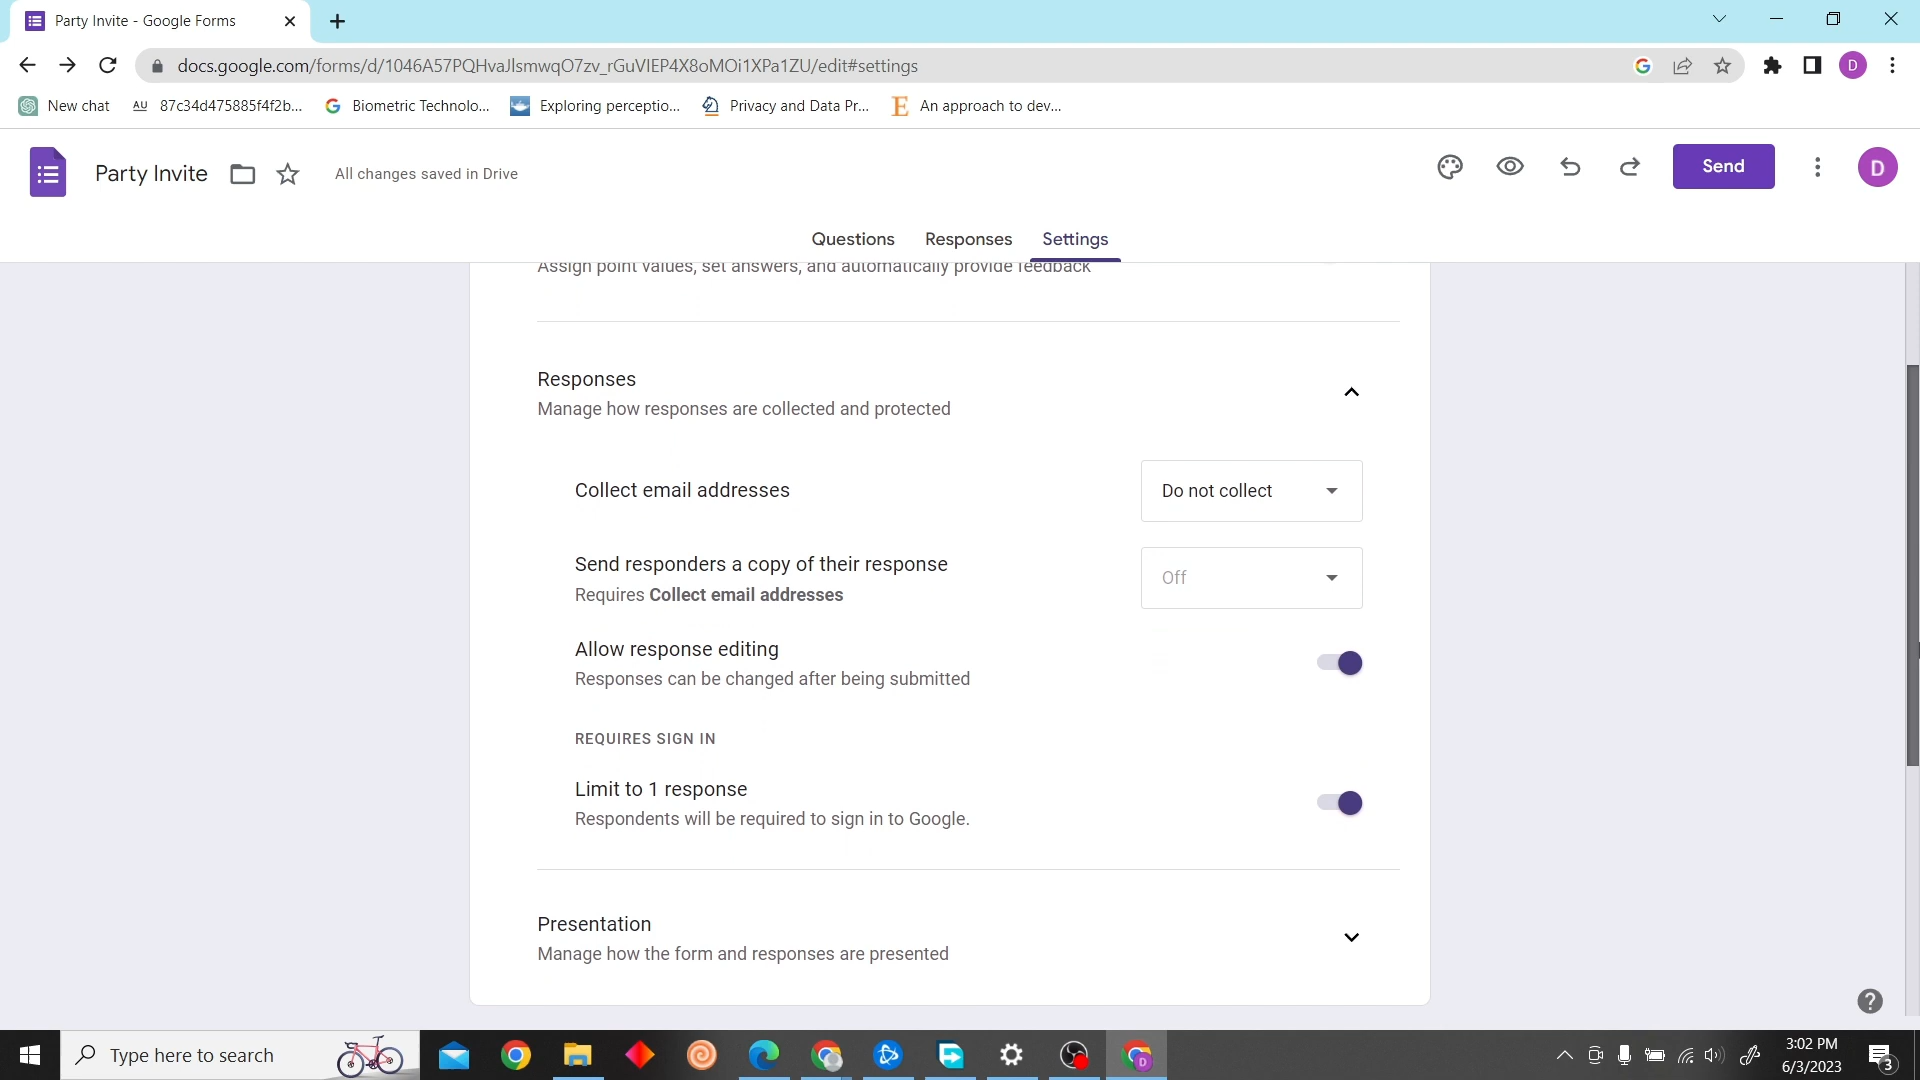 Party Invite - Google Forms
docs.google.com/forms/d/1046A57PQHvaJlsmwqO7zv_rGuVIEP4X8oMOi1XPa1ZU/edit#settings
D
New chat
AU 87c34d475885f4f2b...
Biometric Technolo...
Exploring perceptio...
Privacy and Data Pr...
E An approach to dev...
Party Invite
All changes saved in Drive
Send
D
Questions
Responses
Settings
Assign point values, set answers, and automatically provide feedback
Responses
Manage how responses are collected and protected
Collect email addresses
Do not collect
Send responders a copy of their response
Requires Collect email addresses
Off
Allow response editing
Responses can be changed after being submitted
REQUIRES SIGN IN
Limit to 1 response
Respondents will be required to sign in to Google.
Presentation
Manage how the form and responses are presented
Type here to search
D
3:02 PM
6/3/2023
3